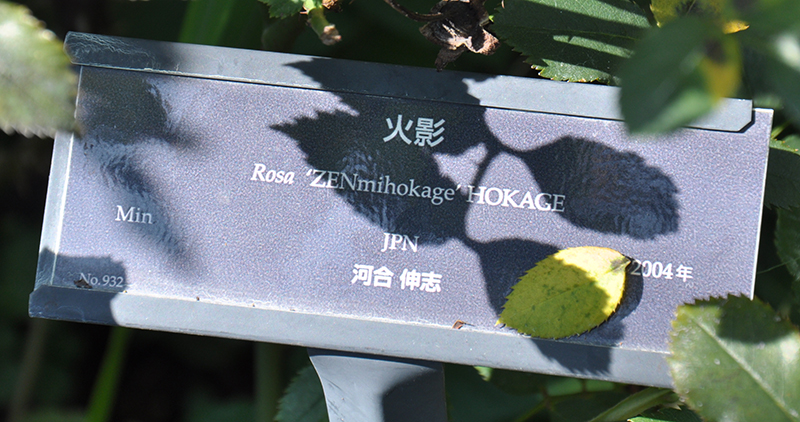 火影
Rosa ‘ZENmihokage’ HOKAGE
Min
JPN
2004年
No.932
河合 伸志